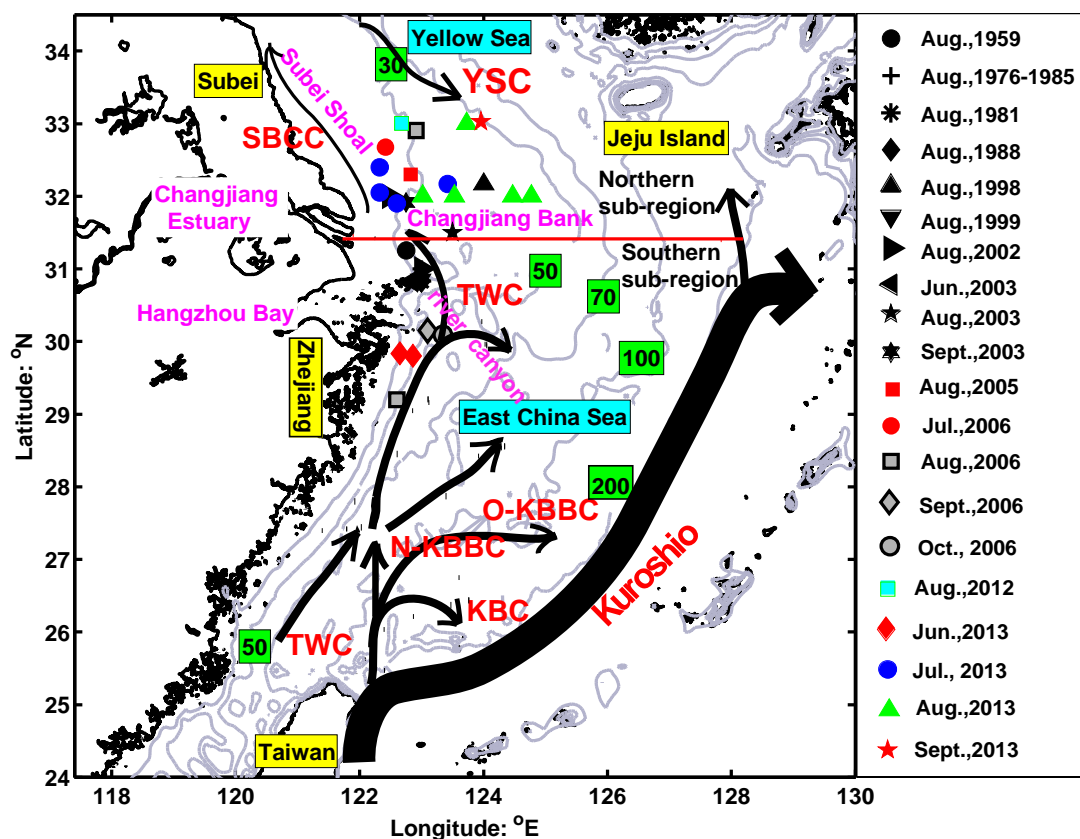 34
33
32
31
30
29
28
27
26
25
24
Latitude: °N
118
120
122
124
126
128
130
Longitude: °E
Yellow Sea
30
YSC
Subei
Subei Shoal
SBCC
Jeju Island
Northern
sub-region
Changjiang
Estuary
Changjiang Bank
Southern
sub-region
50
TWC
70
Hangzhou Bay
river canyon
Zhejiang
100
East China Sea
200
O-KBBC
N-KBBC
Kuroshio
KBC
50
TWC
Taiwan
Aug.,1959
Aug.,1976-1985
Aug.,1981
Aug.,1988
Aug.,1998
Aug.,1999
Aug.,2002
Jun.,2003
Aug.,2003
Sept.,2003
Aug.,2005
Jul.,2006
Aug.,2006
Sept.,2006
Oct., 2006
Aug.,2012
Jun.,2013
Jul., 2013
Aug.,2013
Sept.,2013